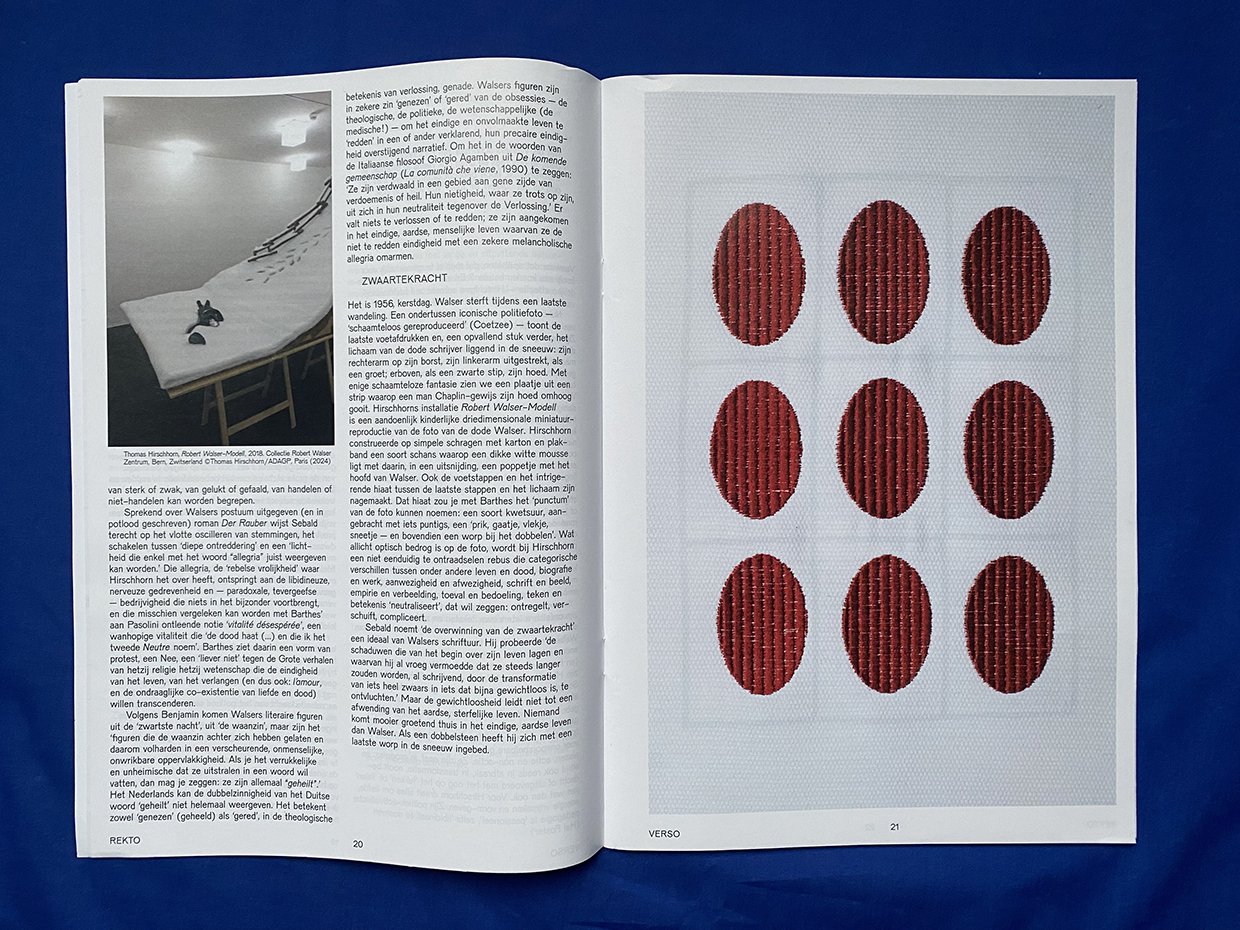 Thomas Hirschhorn, Robert Walser-Modell, 2018. Collectie Robert Walser
Zentrum, Bern, Zwitserland ©Thomas Hirschhorn/ADAGP, Paris (2024)
van sterk of zwak, van gelukt of gefaald, van handelen of
niet-handelen kan worden begrepen.
Sprekend over Walsers postuum uitgegeven (en in
potlood geschreven) roman Der Rauber wijst Sebald
terecht op het vlotte oscilleren van stemmingen, het
schakelen tussen 'diepe ontreddering' en een 'licht-
heid die enkel met het woord "allegria" juist weergeven
kan worden.' Die allegria, de 'rebelse vrolijkheid' waar
Hirschhorn het over heeft, ontspringt aan de libidineuze,
nerveuze gedrevenheid en — paradoxale, tevergeefse
— bedrijvigheid die niets in het bijzonder voortbrengt,
en die misschien vergeleken kan worden met Barthes'
aan Pasolini ontleende notie 'vitalité désespérée', een
wanhopige vitaliteit die 'de dood haat (...) en die ik het
tweede Neutre noem'. Barthes ziet daarin een vorm van
protest, een Nee, een 'liever niet' tegen de Grote verhalen
van hetzij religie hetzij wetenschap die de eindigheid
van het leven, van het verlangen (en dus ook: l'amour,
en de ondraaglijke co-existentie van liefde en dood)
willen transcenderen.
Volgens Benjamin komen Walsers literaire figuren
uit de 'zwartste nacht', uit 'de waanzin', maar zijn het
'figuren die de waanzin achter zich hebben gelaten en
daarom volharden in een verscheurende, onmenselijke,
onwrikbare oppervlakkigheid. Als je het verrukkelijke
en unheimische dat ze uitstralen in een woord wil
vatten, dan mag je zeggen: ze zijn allemaal "geheilt".'
Het Nederlands kan de dubbelzinnigheid van het Duitse
woord 'geheilt' niet helemaal weergeven. Het betekent
zowel 'genezen' (geheeld) als 'gered', in de theologische
betekenis van verlossing, genade. Walsers figuren zijn
in zekere zin 'genezen' of 'gered' van de obsessies — de
theologische, de politieke, de wetenschappelijke (de
medische!) — om het eindige en onvolmaakte leven te
'redden' in een of ander verklarend, hun precaire eindig-
heid overstijgend narratief. Om het in de woorden van
de Italiaanse filosoof Giorgio Agamben uit De komende
gemeenschap (La comunità che viene, 1990) te zeggen:
'Ze zijn verdwaald in een gebied aan gene zijde van
verdoemenis of heil. Hun nietigheid, waar ze trots op zijn,
uit zich in hun neutraliteit tegenover de Verlossing.' Er
valt niets te verlossen of te redden; ze zijn aangekomen
in het eindige, aardse, menselijke leven waarvan ze de
niet te redden eindigheid met een zekere melancholische
allegria omarmen.
ZWAARTEKRACHT
Het is 1956, kerstdag. Walser sterft tijdens een laatste
wandeling. Een ondertussen iconische politiefoto —
'schaamteloos gereproduceerd' (Coetzee) — toont de
laatste voetafdrukken en, een opvallend stuk verder, het
lichaam van de dode schrijver liggend in de sneeuw: zijn
rechterarm op zijn borst, zijn linkerarm uitgestrekt, als
een groet; erboven, als een zwarte stip, zijn hoed. Met
enige schaamteloze fantasie zien we een plaatje uit een
strip waarop een man Chaplin-gewijs zijn hoed omhoog
gooit. Hirschhorns installatie Robert Walser-Modell
is een aandoenlijk kinderlijke driedimensionale miniatuur-
reproductie van de foto van de dode Walser. Hirschhorn
construeerde op simpele schragen met karton en plak-
band een soort schans waarop een dikke witte mousse
ligt met daarin, in een uitsnijding, een poppetje met het
hoofd van Walser. Ook de voetstappen en het intrige-
rende hiaat tussen de laatste stappen en het lichaam zijn
nagemaakt. Dat hiaat zou je met Barthes het 'punctum'
van de foto kunnen noemen: een soort kwetsuur, aan-
gebracht met iets puntigs, een 'prik, gaatje, vlekje,
sneetje — en bovendien een worp bij het dobbelen'. Wat
allicht optisch bedrog is op de foto, wordt bij Hirschhorn
een niet eenduidig te ontraadselen rebus die categorische
verschillen tussen onder andere leven en dood, biografie
en werk, aanwezigheid en afwezigheid, schrift en beeld,
empirie en verbeelding, toeval en bedoeling, teken en
betekenis 'neutraliseert', dat wil zeggen: ontregelt, ver-
schuift, compliceert.
Sebald noemt 'de overwinning van de zwaartekracht'
een ideaal van Walsers schriftuur. Hij probeerde 'de
schaduwen die van het begin over zijn leven lagen en
waarvan hij al vroeg vermoedde dat ze steeds langer
zouden worden, al schrijvend, door de transformatie
van iets heel zwaars in iets dat bijna gewichtloos is, te
ontvluchten.' Maar de gewichtloosheid leidt niet tot een
afwending van het aardse, sterfelijke leven. Niemand
komt mooier groetend thuis in het eindige, aardse leven
dan Walser. Als een dobbelsteen heeft hij zich met een
laatste worp in de sneeuw ingebed.
REKTO
20
VERSO
21